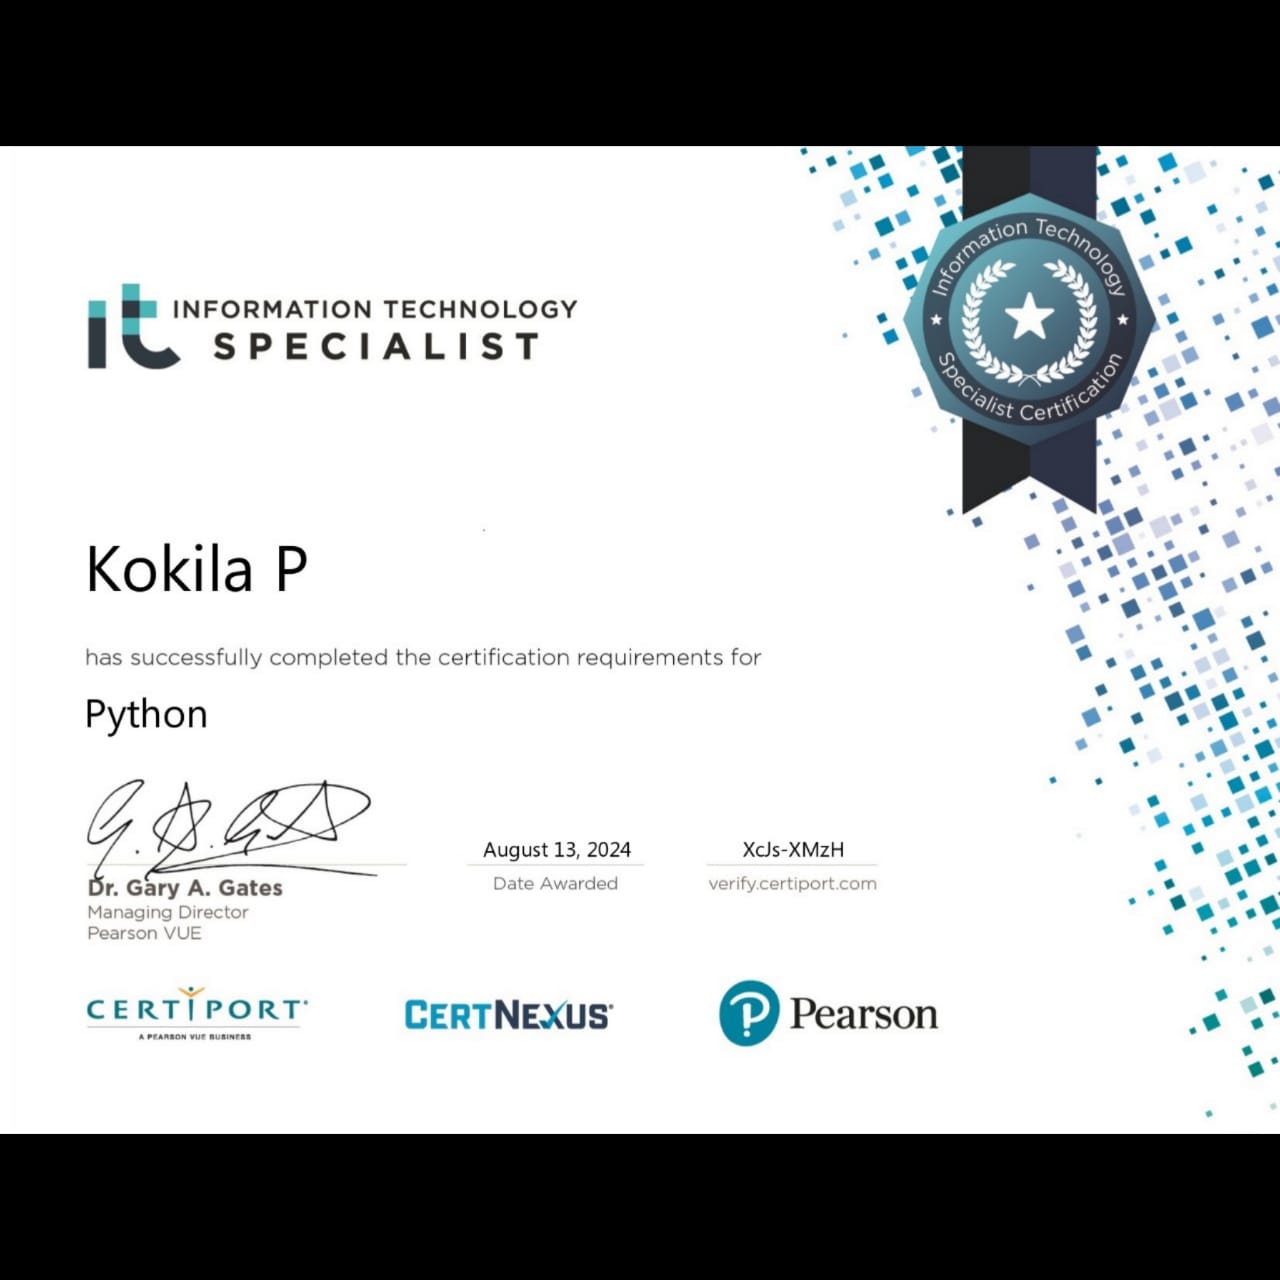 it INFORMATION TECHNOLOGY
SPECIALIST
Information Technology
Specialist Certification
Kokila P
has successfully completed the certification requirements for
Python
Dr. Gary A. Gates
Managing Director
Pearson VUE
August 13, 2024
Date Awarded
XcJs-XMzH
verify.certiport.com
CERTIPORT
A PEARSON VUE BUSINESS
CERTNEXUS
P Pearson